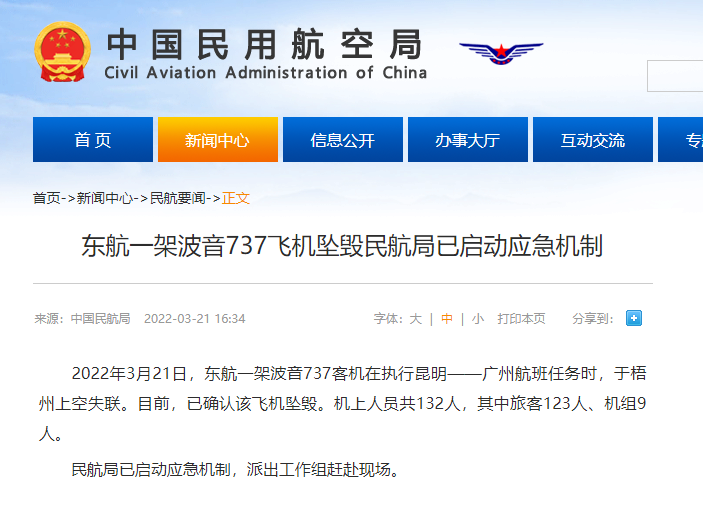 中国民用航空局
Civil Aviation Administration of China
首页
新闻中心
信息公开
办事大厅
互动交流
首页->新闻中心->民航要闻->正文
东航一架波音737飞机坠毁民航局已启动应急机制
来源：中国民航局 2022-03-21 16:34 字体：大 | 中 | 小 打印本页 分享到：
2022年3月21日，东航一架波音737客机在执行昆明——广州航班任务时，于梧
州上空失联。目前，已确认该飞机坠毁。机上人员共132人，其中旅客123人、机组9
人。
民航局已启动应急机制，派出工作组赶赴现场。